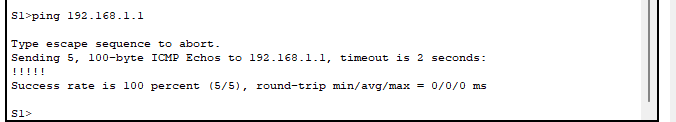 S1>ping 192.168.1.1
Type escape sequence to abort.
Sending 5, 100-byte ICMP Echos to 192.168.1.1, timeout is 2 seconds:
!!!!!
Success rate is 100 percent (5/5), round-trip min/avg/max = 0/0/0 ms
S1>